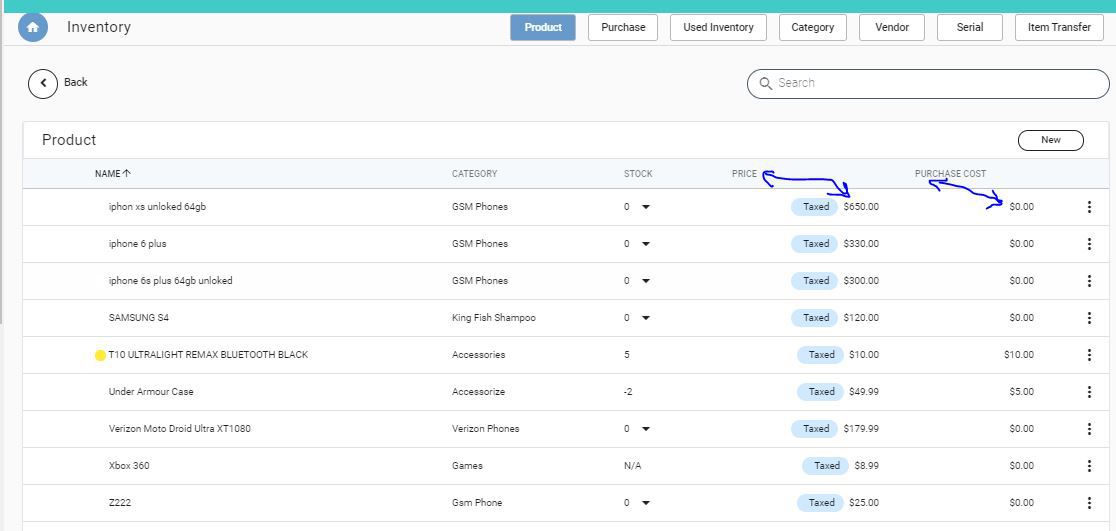 Inventory Product Purchase Used Inventory Category Vendor Serial Item Transfer
Back Search
Product New
NAME CATEGORY STOCK PRICE PURCHASE COST
iphon xs unloked 64gb GSM Phones 0 Taxed $650.00 $0.00
iphone 6 plus GSM Phones 0 Taxed $330.00 $0.00
iphone 6s plus 64gb unloked GSM Phones 0 Taxed $300.00 $0.00
SAMSUNG S4 King Fish Shampoo 0 Taxed $120.00 $0.00
T10 ULTRALIGHT REMAX BLUETOOTH BLACK Accessories 5 Taxed $10.00 $10.00
Under Armour Case Accessorize -2 Taxed $49.99 $5.00
Verizon Moto Droid Ultra XT1080 Verizon Phones 0 Taxed $179.99 $0.00
Xbox 360 Games N/A Taxed $8.99 $0.00
Z222 Gsm Phone 0 Taxed $25.00 $0.00